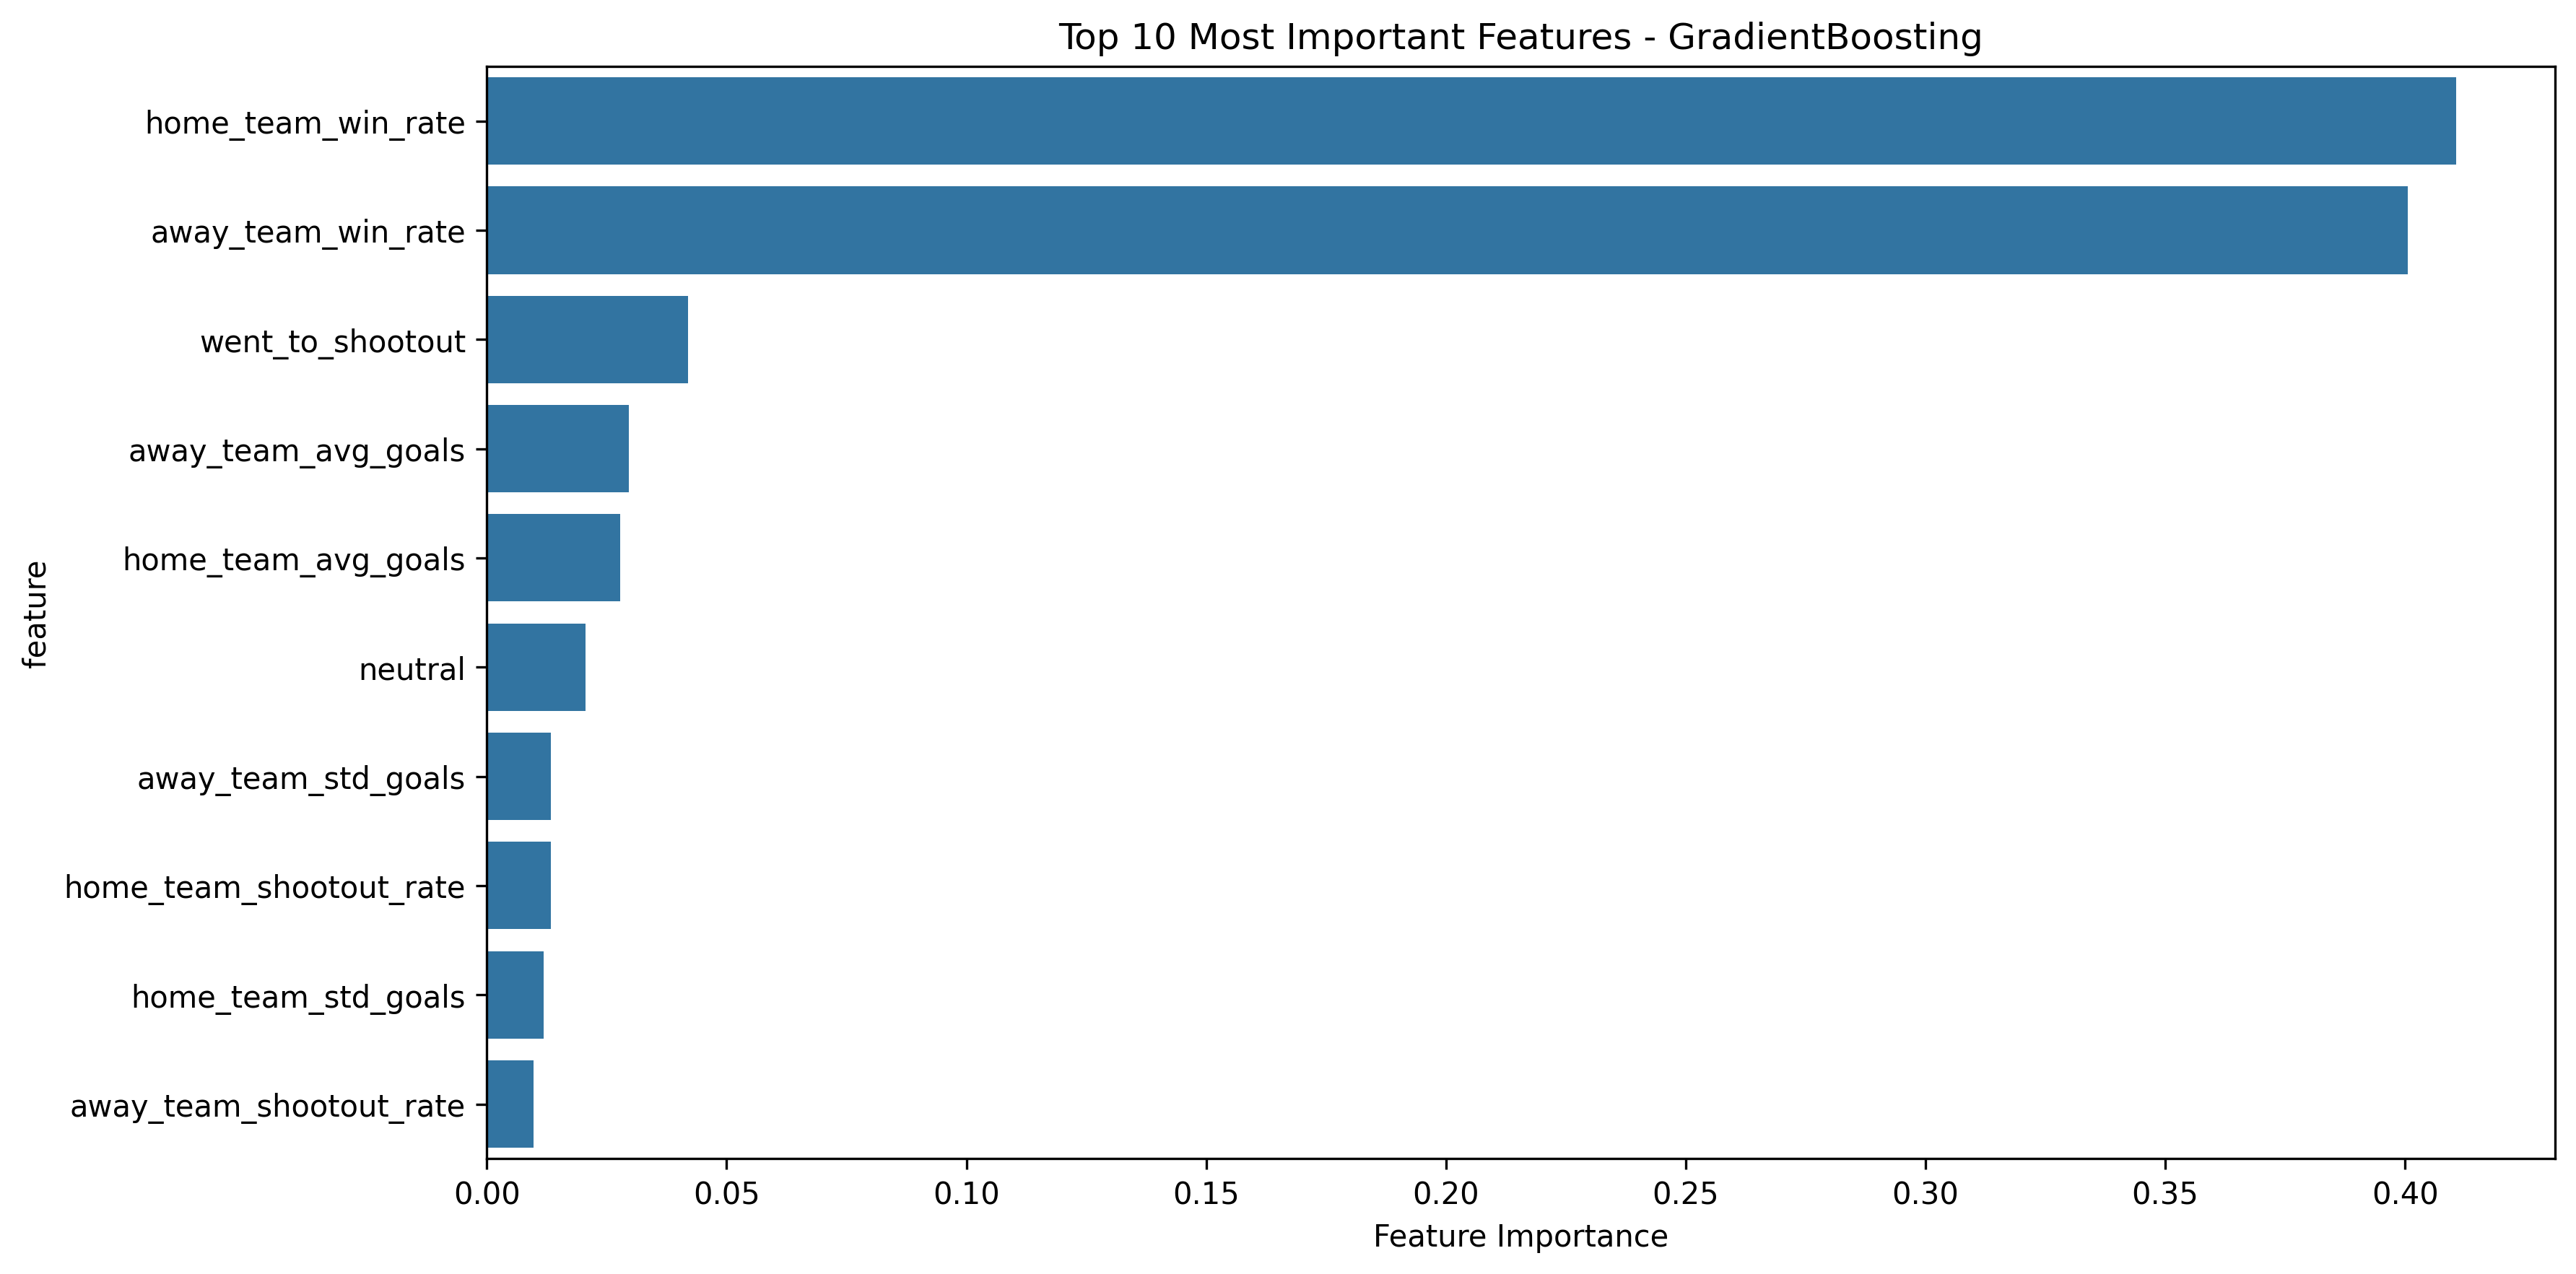 Top 10 Most Important Features - GradientBoosting
home_team_win_rate
away_team_win_rate
went_to_shootout
away_team_avg_goals
home_team_avg_goals
neutral
away_team_std_goals
home_team_shootout_rate
home_team_std_goals
away_team_shootout_rate
feature
0.00 0.05 0.10 0.15 0.20 0.25 0.30 0.35 0.40
Feature Importance